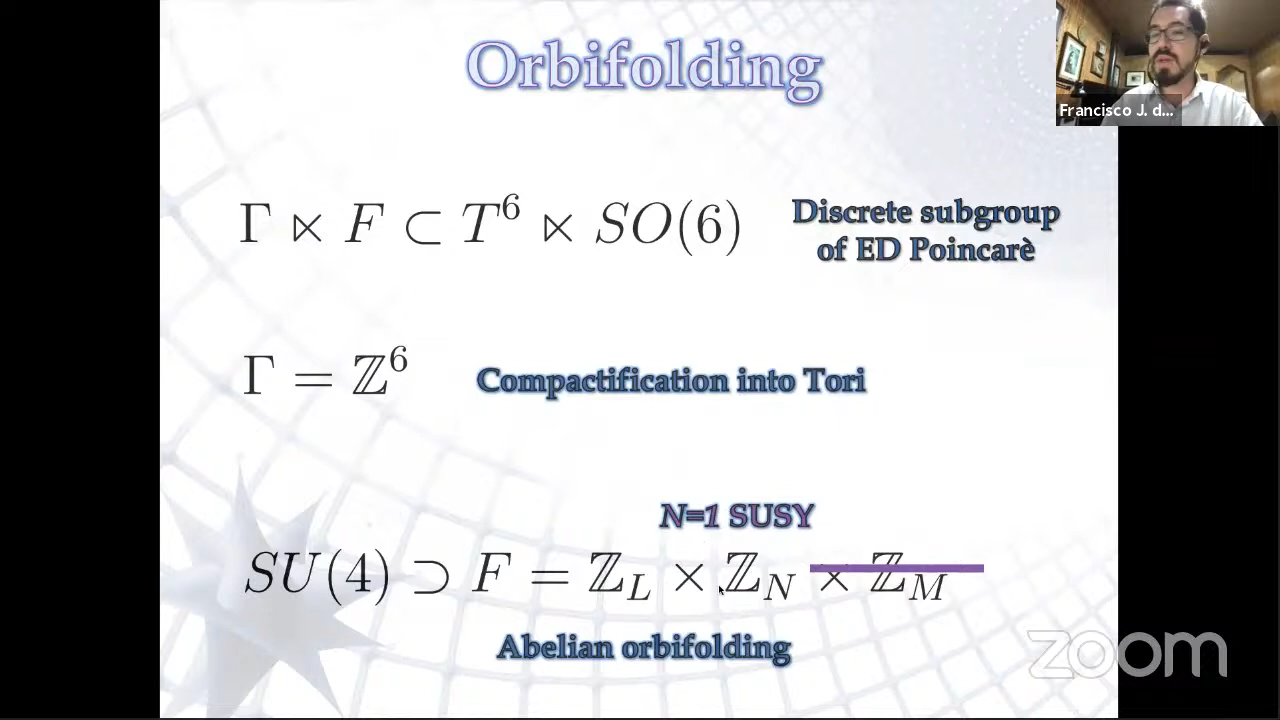 Orbifolding
Francisco J. d...
Γ ⋉ F ⊂ T⁶ ⋉ SO(6)
Discrete subgroup
of ED Poincarè
Γ = ℤ⁶
Compactification into Tori
N=1 SUSY
SU(4) ⊃ F = ℤ_L × ℤ_N × ℤ_M
Abelian orbifolding
zoom